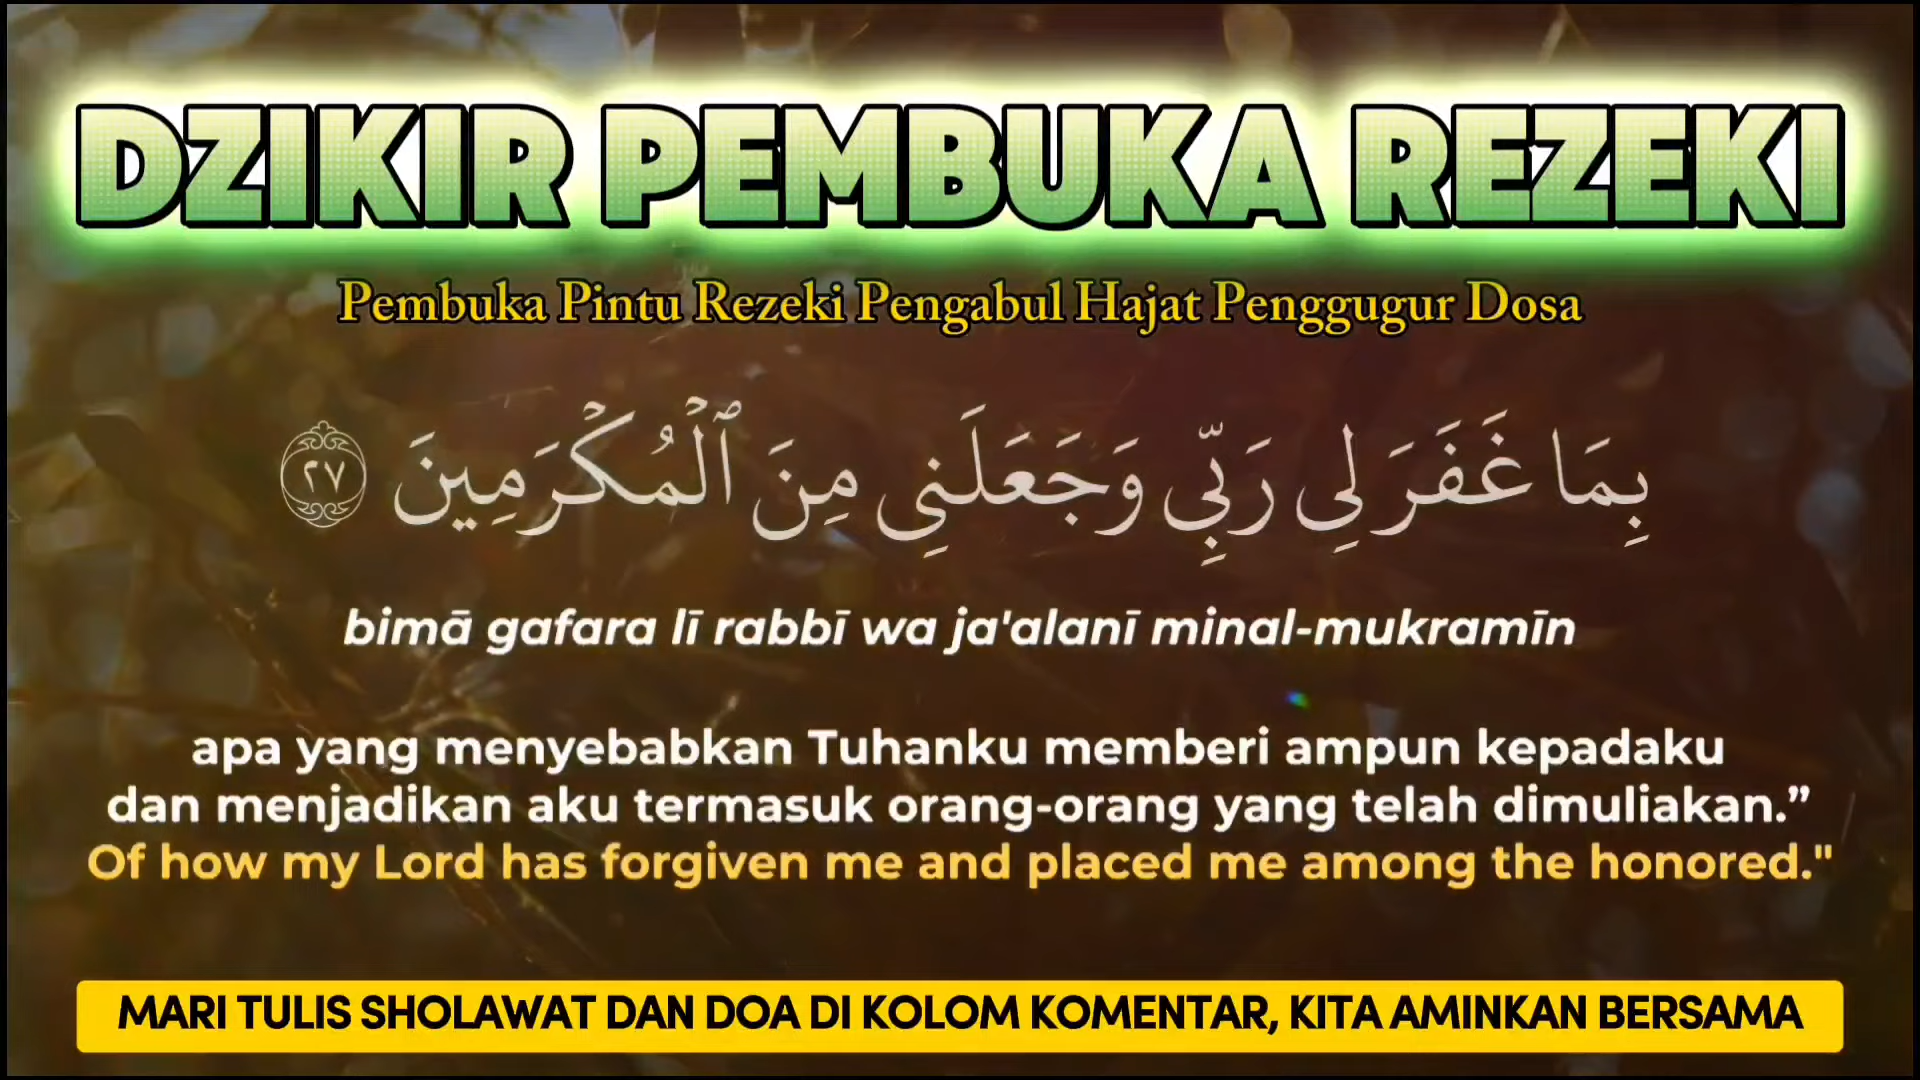 DZIKIR PEMBUKA REZEKI
Pembuka Pintu Rezeki Pengabul Hajat Penggugur Dosa
بِمَا غَفَرَ لِي رَبِّي وَجَعَلَنِي مِنَ ٱلْمُكْرَمِينَ ٢٧
bimā gafara lī rabbī wa ja'alanī minal-mukramīn
apa yang menyebabkan Tuhanku memberi ampun kepadaku
dan menjadikan aku termasuk orang-orang yang telah dimuliakan.”
Of how my Lord has forgiven me and placed me among the honored."
MARI TULIS SHOLAWAT DAN DOA DI KOLOM KOMENTAR, KITA AMINKAN BERSAMA